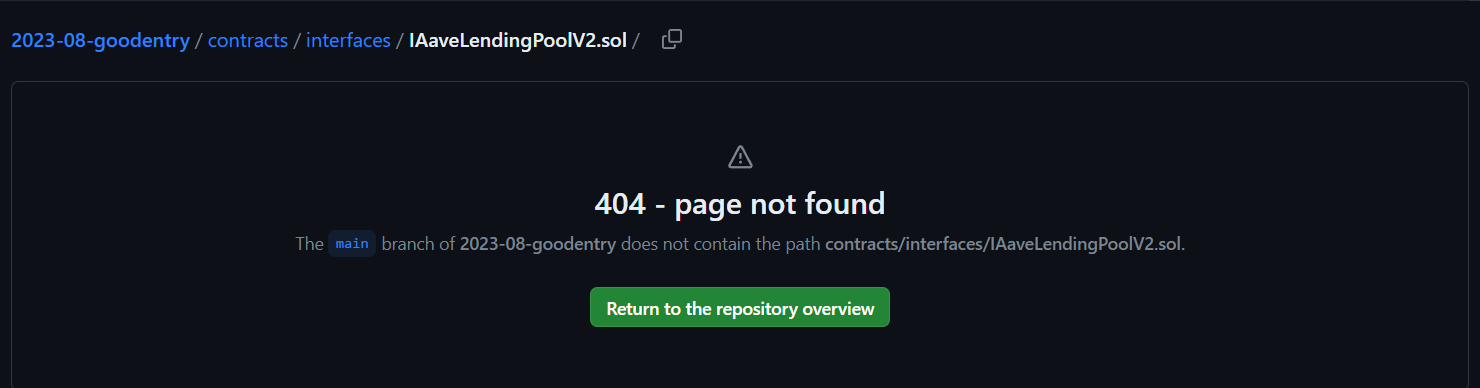 2023-08-goodentry / contracts / interfaces / IAaveLendingPoolV2.sol /
404 - page not found
The main branch of 2023-08-goodentry does not contain the path contracts/interfaces/IAaveLendingPoolV2.sol.
Return to the repository overview